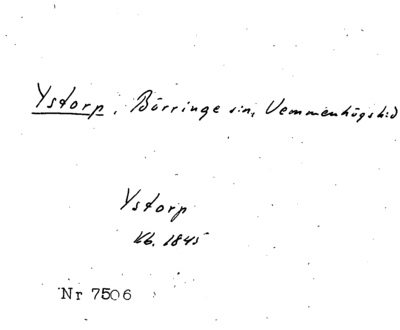 Ystorp, Börringe sn, Vemmenhögs hd
Ystorp
Kb. 1845
Nr 7506